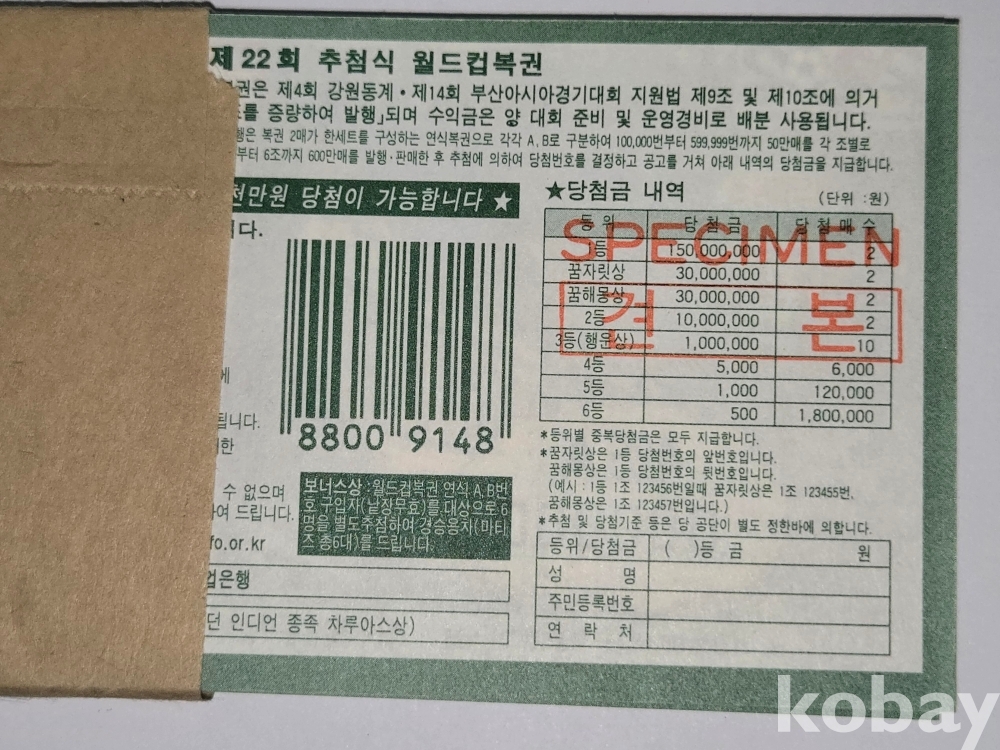 제22회 추첨식 월드컵복권
복권은 제4회 강원동계·제14회 부산아시아경기대회 지원법 제9조 및 제10조에 의거
를 증량하여 발행」되며 수익금은 양 대회 준비 및 운영경비로 배분 사용됩니다.
행은 복권 2매가 한세트를 구성하는 연식복권으로 각각 A, B로 구분하여 100,000번부터 599,999번까지 50만매를 각 조별로
부터 6조까지 600만매를 발행·판매한 후 추첨에 의하여 당첨번호를 결정하고 공고를 거쳐 아래 내역의 당첨금을 지급합니다.
천만원 당첨이 가능합니다 ★
니다.
★당첨금 내역 (단위 :원)
등 위 당 첨 금 당 첨 매 수
1등 150,000,000 2
꿈자릿상 30,000,000 2
꿈해몽상 30,000,000 2
2등 10,000,000 2
3등(행운상) 1,000,000 10
4등 5,000 6,000
5등 1,000 120,000
6등 500 1,800,000
SPECIMEN
견 본
8800 9148
에
됩니다.
한
수 없으며
여 드립니다.
fo.or.kr
*등위별 중복당첨금은 모두 지급합니다.
*꿈자릿상은 1등 당첨번호의 앞번호입니다.
꿈해몽상은 1등 당첨번호의 뒷번호입니다.
(예시 : 1등 1조 123456번일때 꿈자릿상은 1조 123455번,
꿈해몽상은 1조 123457번입니다.)
*추첨 및 당첨기준 등은 당 공단이 별도 정한바에 의합니다.
보너스상 : 월드컵복권 연식 A, B번
호 구입자(낱장무효)를 대상으로 6
명을 별도추첨하여 경승용차(마티
즈 총6대)를 드립니다.
업은행
던 인디언 종족 차루아스상)
등위/당첨금 ( )등 금 원
성 명
주민등록번호
연 락 처
kobay